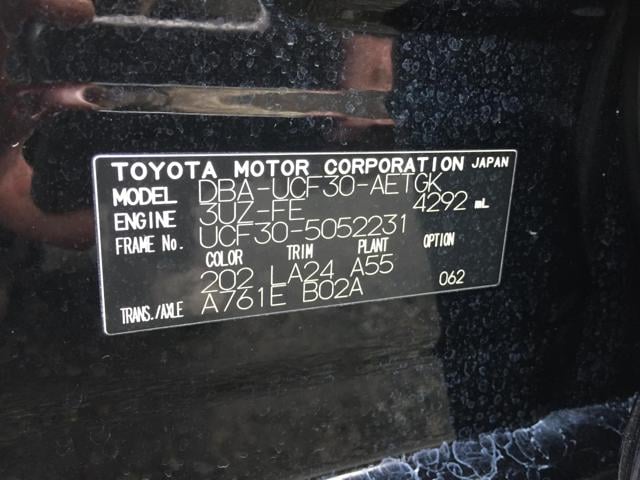 TOYOTA MOTOR CORPORATION JAPAN
MODEL DBA-UCF30-AETGK
ENGINE 3UZ-FE 4292 mL
FRAME No. UCF30-5052231
COLOR TRIM PLANT OPTION
202 LA24 A55
TRANS./AXLE A761E B02A 062